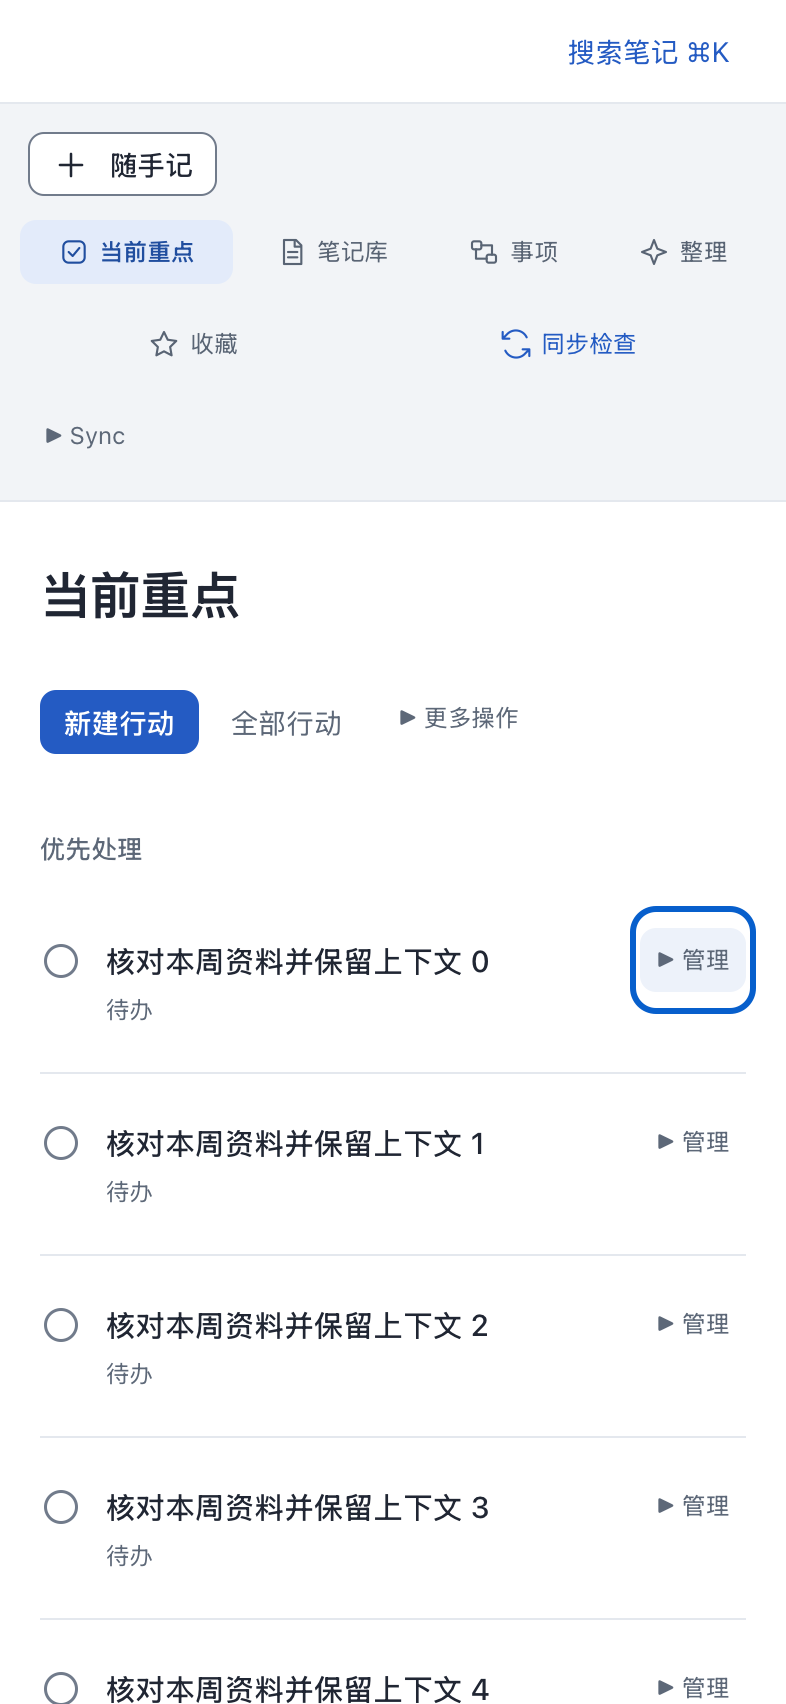 搜索笔记 ⌘K
随手记
当前重点 笔记库 事项 整理
收藏 同步检查
Sync
当前重点
新建行动 全部行动 更多操作
优先处理
核对本周资料并保留上下文 0 管理
待办
核对本周资料并保留上下文 1 管理
待办
核对本周资料并保留上下文 2 管理
待办
核对本周资料并保留上下文 3 管理
待办
核对本周资料并保留上下文 4 管理